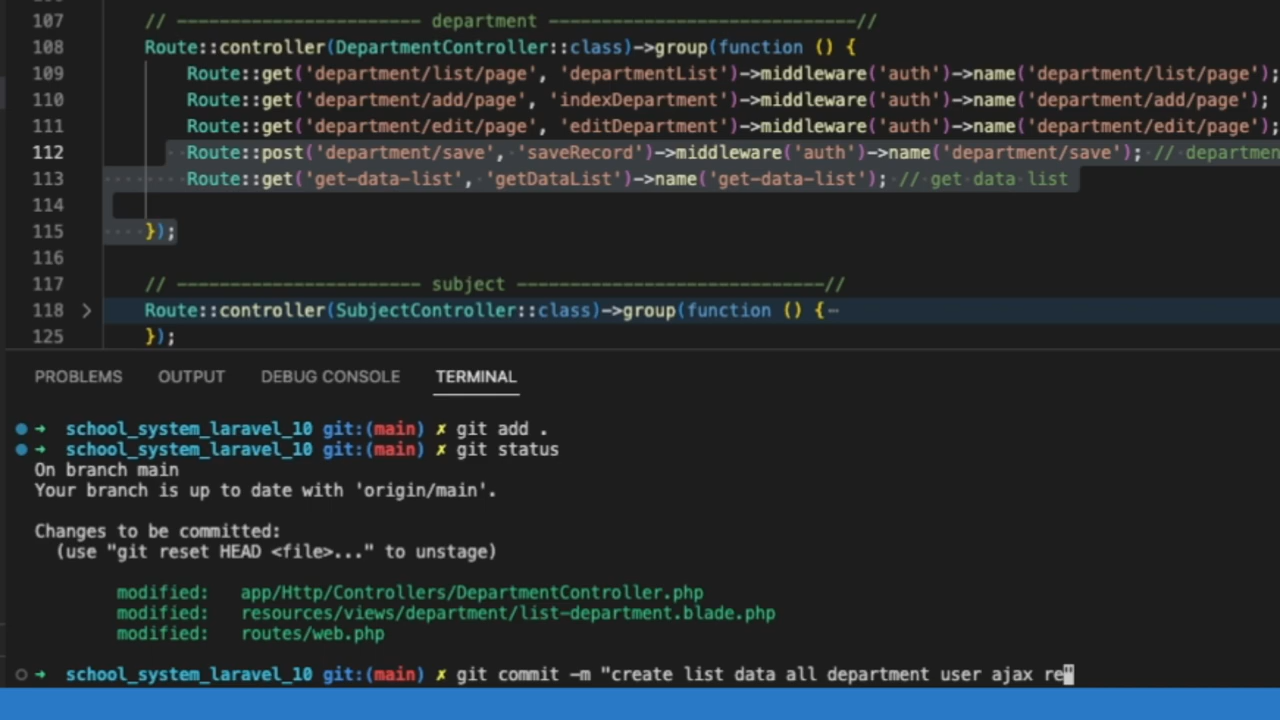 107 // ----------------------- department -----------------------------//
108 Route::controller(DepartmentController::class)->group(function () {
109 Route::get('department/list/page', 'departmentList')->middleware('auth')->name('department/list/page');
110 Route::get('department/add/page', 'indexDepartment')->middleware('auth')->name('department/add/page');
111 Route::get('department/edit/page', 'editDepartment')->middleware('auth')->name('department/edit/page');
112 Route::post('department/save', 'saveRecord')->middleware('auth')->name('department/save'); // departmen
113 Route::get('get-data-list', 'getDataList')->name('get-data-list'); // get data list
114
115 });
116
117 // ----------------------- subject -----------------------------//
118 Route::controller(SubjectController::class)->group(function () {⋯
125 });
PROBLEMS OUTPUT DEBUG CONSOLE TERMINAL
➜ school_system_laravel_10 git:(main) ✗ git add .
➜ school_system_laravel_10 git:(main) ✗ git status
On branch main
Your branch is up to date with 'origin/main'.
Changes to be committed:
(use "git reset HEAD <file>..." to unstage)
modified: app/Http/Controllers/DepartmentController.php
modified: resources/views/department/list-department.blade.php
modified: routes/web.php
➜ school_system_laravel_10 git:(main) ✗ git commit -m "create list data all department user ajax re"